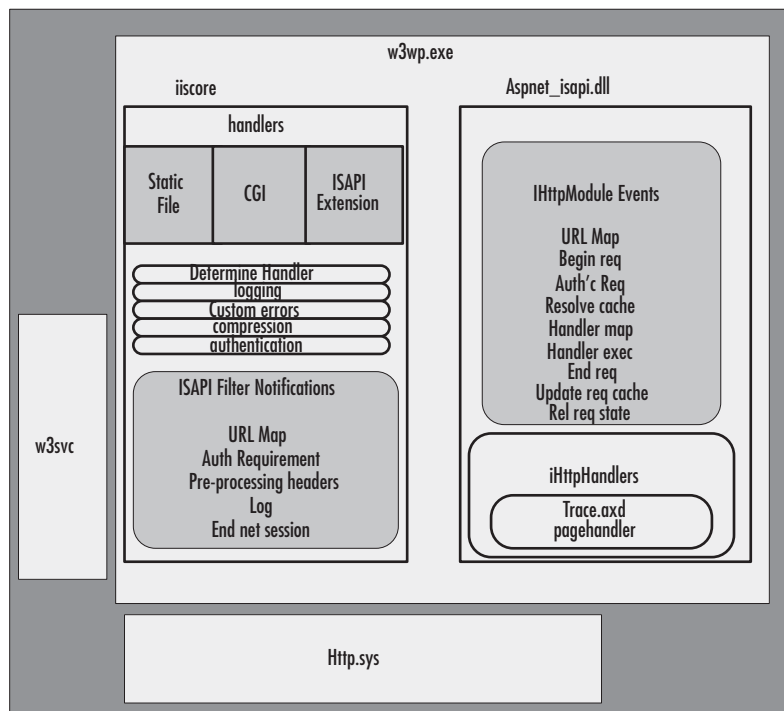 w3wp.exe
iiscore
Aspnet_isapi.dll
handlers
Static
File
CGI
ISAPI
Extension
Determine Handler
logging
Custom errors
compression
authentication
ISAPI Filter Notifications
URL Map
Auth Requirement
Pre-processing headers
Log
End net session
IHttpModule Events
URL Map
Begin req
Auth’c Req
Resolve cache
Handler map
Handler exec
End req
Update req cache
Rel req state
iHttpHandlers
Trace.axd
pagehandler
w3svc
Http.sys